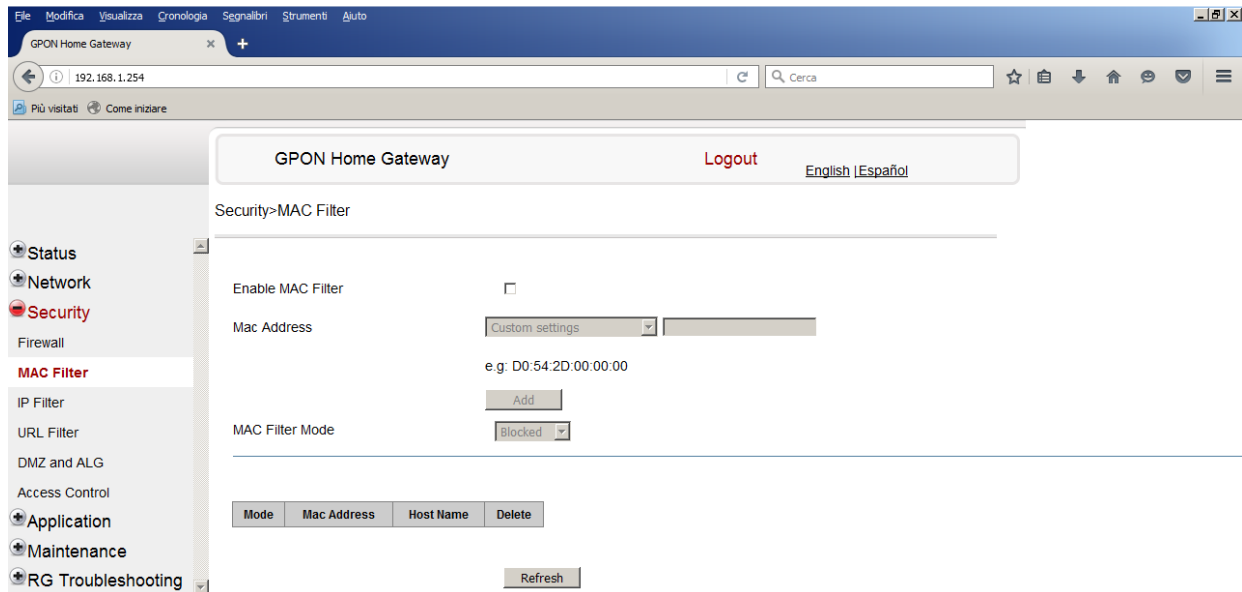 File Modifica Visualizza Cronologia Segnalibri Strumenti Aiuto
GPON Home Gateway
192.168.1.254
Cerca
Più visitati Come iniziare
GPON Home Gateway
Logout
English |Español
Security>MAC Filter
Status
Network
Security
Firewall
MAC Filter
IP Filter
URL Filter
DMZ and ALG
Access Control
Application
Maintenance
RG Troubleshooting
Enable MAC Filter
Mac Address
Custom settings
e.g: D0:54:2D:00:00:00
Add
MAC Filter Mode
Blocked
Mode Mac Address Host Name Delete
Refresh